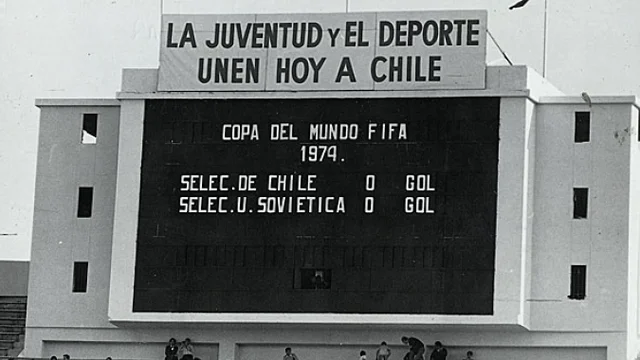 LA JUVENTUD Y EL DEPORTE
UNEN HOY A CHILE
COPA DEL MUNDO FIFA
1974.
SELEC. DE CHILE 0 GOL
SELEC. U. SOVIETICA 0 GOL